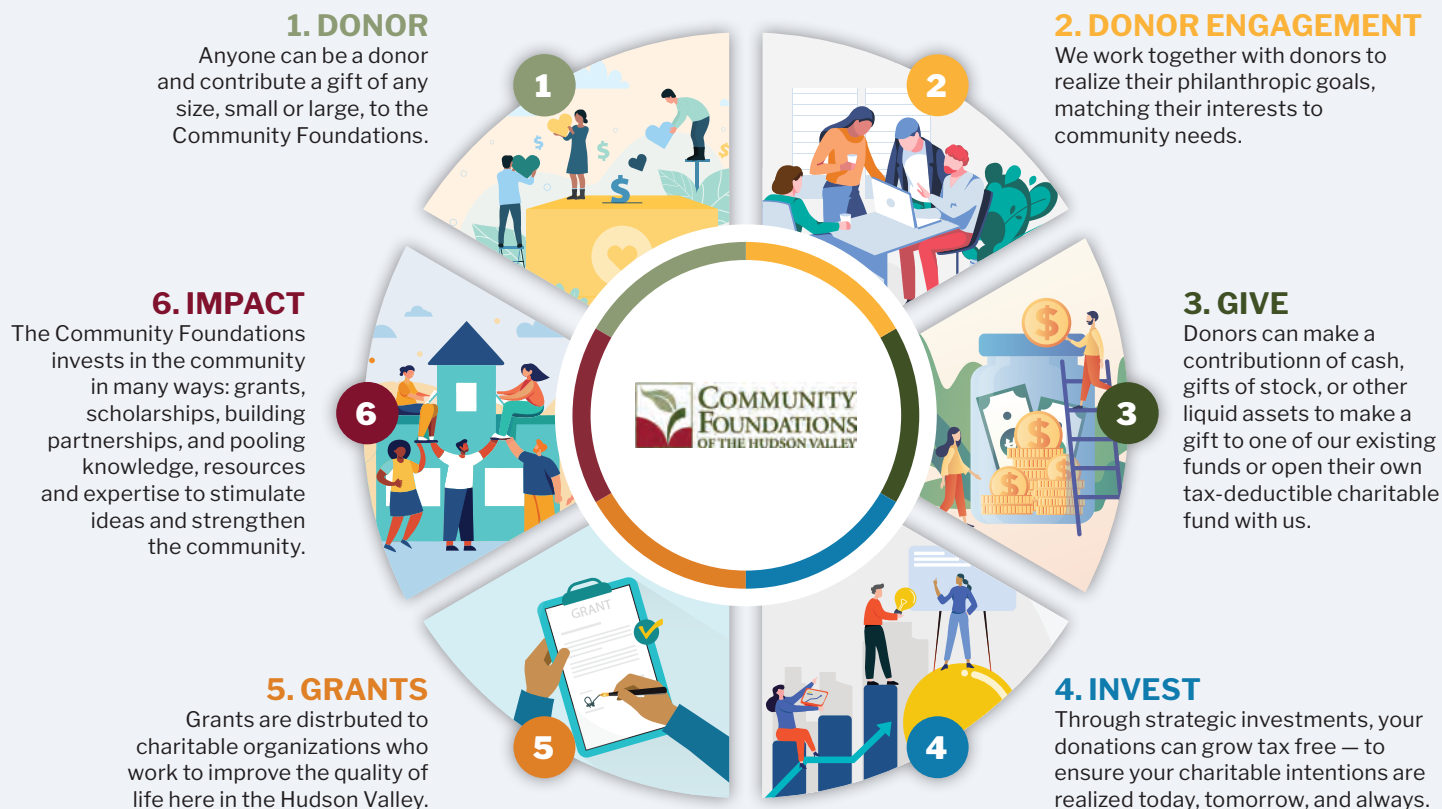 1. DONOR
Anyone can be a donor
and contribute a gift of any
size, small or large, to the
Community Foundations.
1
2. DONOR ENGAGEMENT
We work together with donors to
realize their philanthropic goals,
matching their interests to
community needs.
2
3. GIVE
Donors can make a
contributionn of cash,
gifts of stock, or other
liquid assets to make a
gift to one of our existing
funds or open their own
tax-deductible charitable
fund with us.
3
4. INVEST
Through strategic investments, your
donations can grow tax free — to
ensure your charitable intentions are
realized today, tomorrow, and always.
4
5. GRANTS
Grants are distrbuted to
charitable organizations who
work to improve the quality of
life here in the Hudson Valley.
5
GRANT
6. IMPACT
The Community Foundations
invests in the community
in many ways: grants,
scholarships, building
partnerships, and pooling
knowledge, resources
and expertise to stimulate
ideas and strengthen
the community.
6
COMMUNITY
FOUNDATIONS
OF THE HUDSON VALLEY
$
$
$
$
$
$
$
$